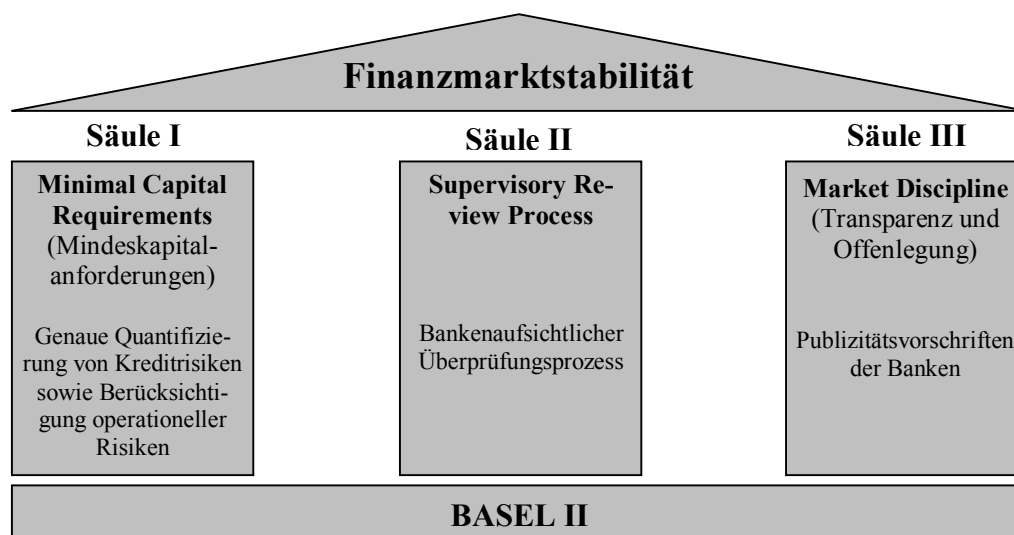 Finanzmarktstabilität
Säule I
Säule II
Säule III
Minimal Capital
Requirements
(Mindeskapital-
anforderungen)
Genaue Quantifizie-
rung von Kreditrisiken
sowie Berücksichti-
gung operationeller
Risiken
Supervisory Re-
view Process
Bankenaufsichtlicher
Überprüfungsprozess
Market Discipline
(Transparenz und
Offenlegung)
Publizitätsvorschriften
der Banken
BASEL II